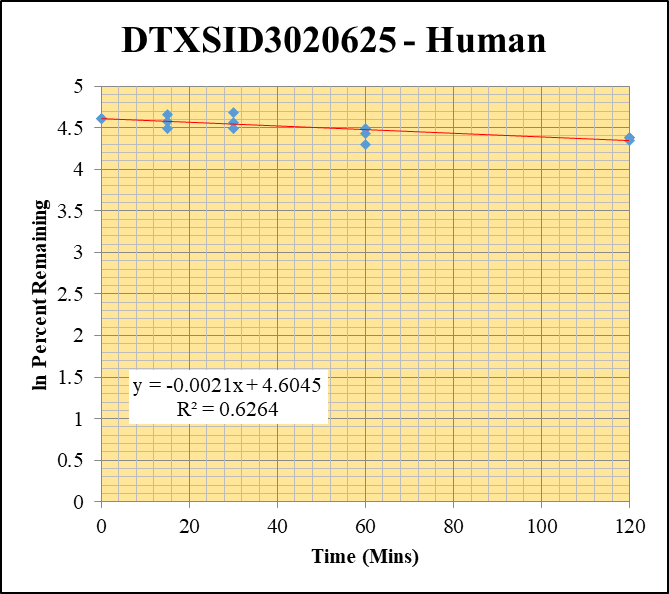 DTXSID3020625 - Human
5
4.5
4
3.5
3
2.5
2
1.5
1
0.5
0
ln Percent Remaining
y = -0.0021x + 4.6045
R² = 0.6264
0 20 40 60 80 100 120
Time (Mins)